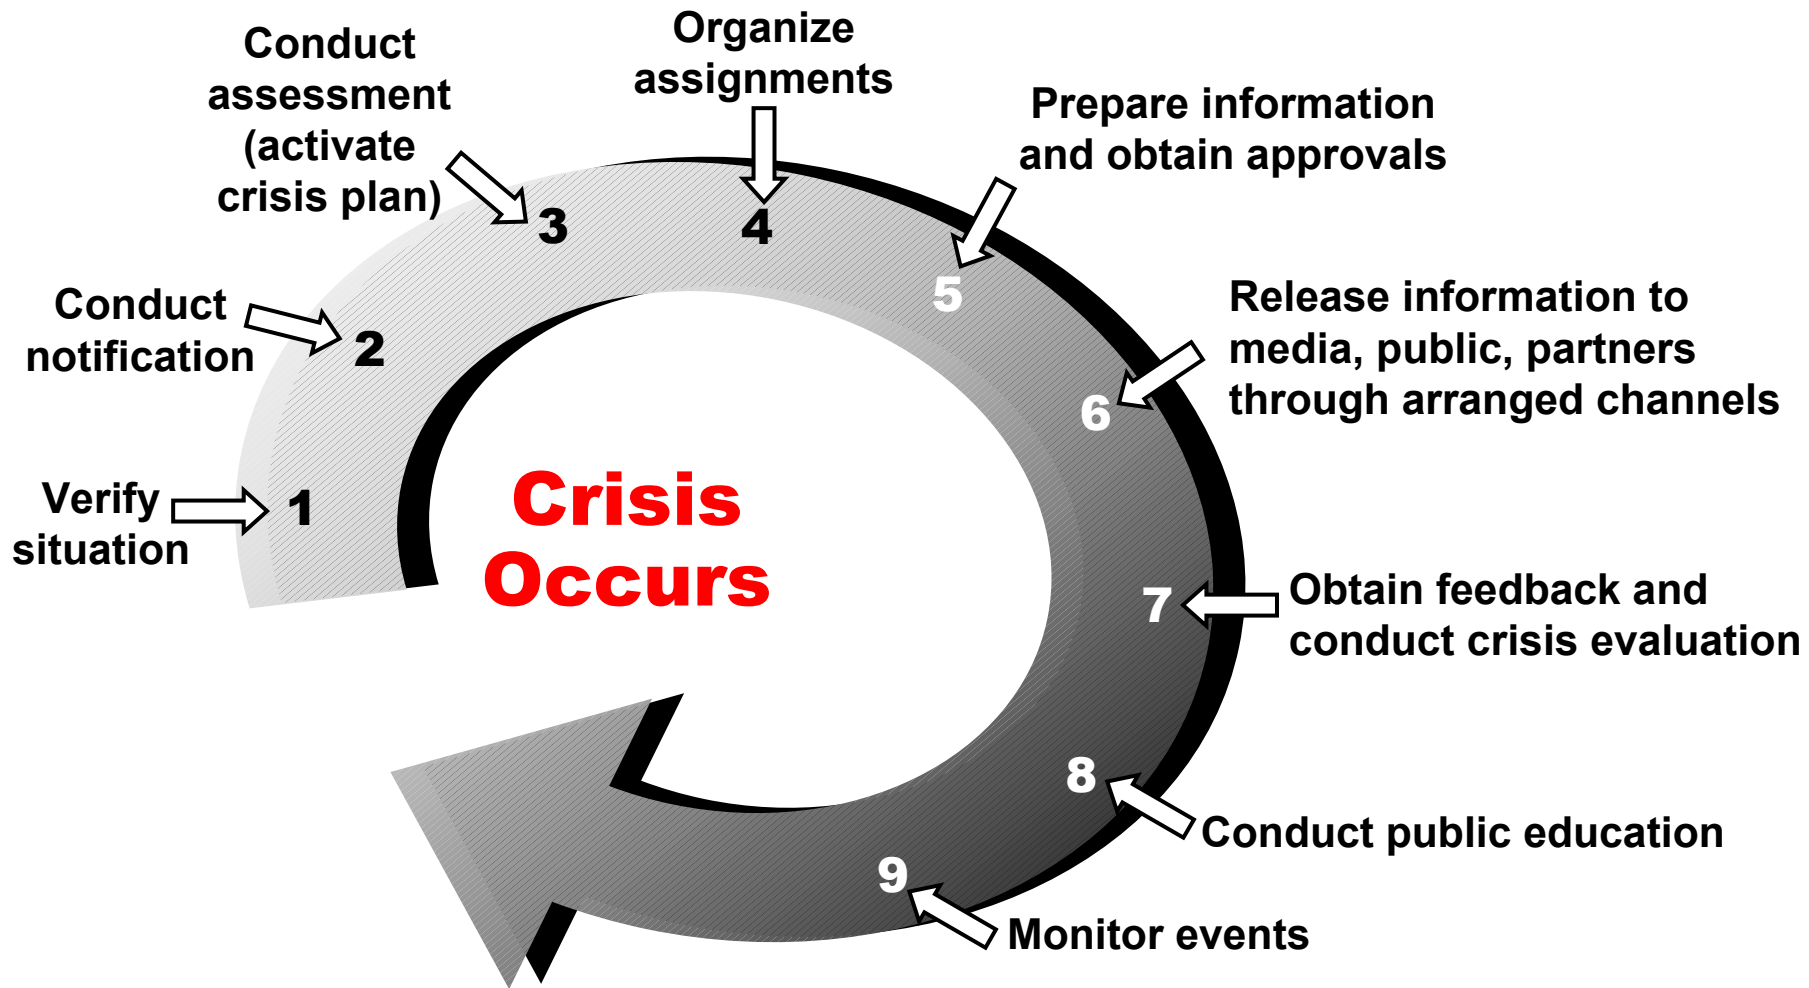 Crisis
Occurs
Verify
situation
1
Conduct
notification
2
Conduct
assessment
(activate
crisis plan)
3
Organize
assignments
4
Prepare information
and obtain approvals
5
Release information to
media, public, partners
through arranged channels
6
Obtain feedback and
conduct crisis evaluation
7
Conduct public education
8
Monitor events
9